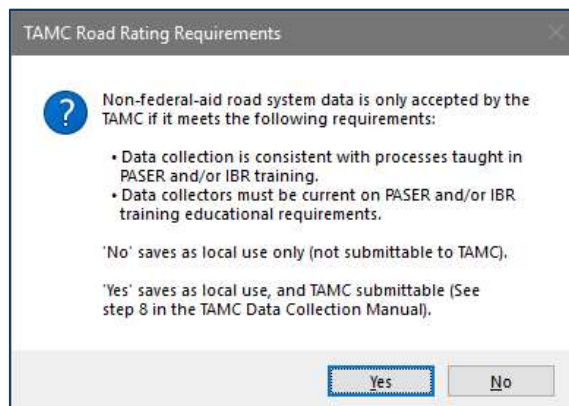 TAMC Road Rating Requirements
?
Non-federal-aid road system data is only accepted by the
TAMC if it meets the following requirements:
• Data collection is consistent with processes taught in
PASER and/or IBR training.
• Data collectors must be current on PASER and/or IBR
training educational requirements.
'No' saves as local use only (not submittable to TAMC).
'Yes' saves as local use, and TAMC submittable (See
step 8 in the TAMC Data Collection Manual).
Yes
No